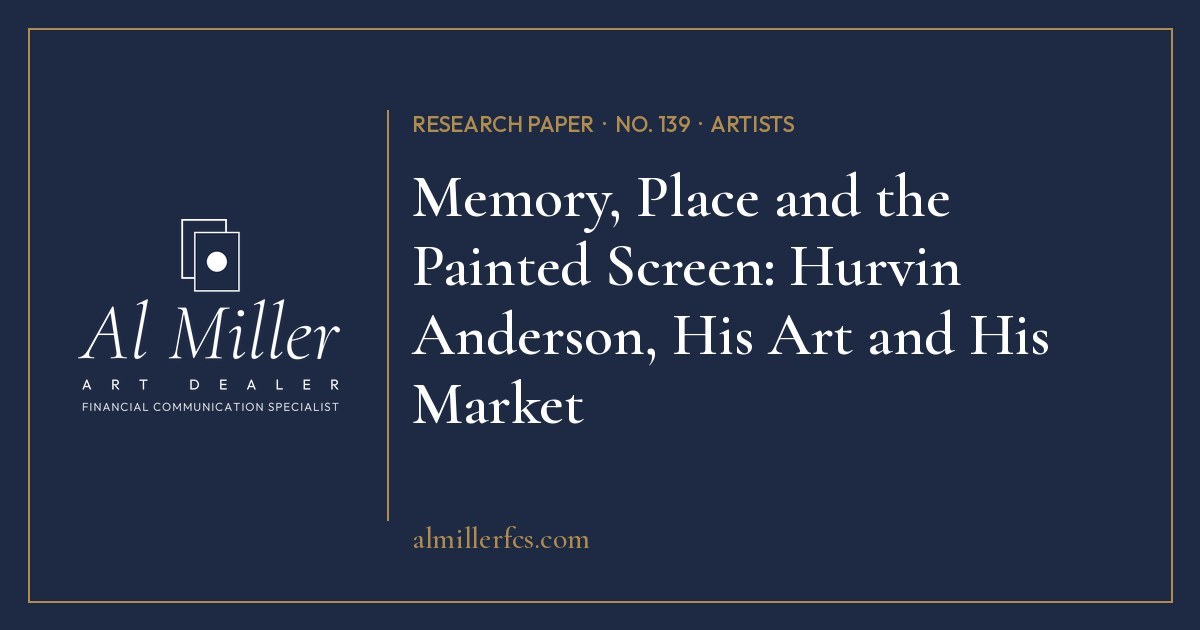 Al Miller
ART DEALER
FINANCIAL COMMUNICATION SPECIALIST
RESEARCH PAPER · NO. 139 · ARTISTS
Memory, Place and the
Painted Screen: Hurvin
Anderson, His Art and His
Market
almillerfcs.com